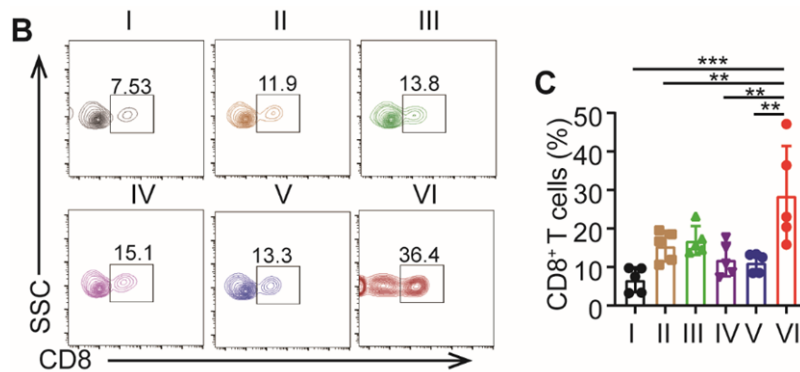 B
I II III
7.53 11.9 13.8
IV V VI
15.1 13.3 36.4
SSC
CD8
C
***
**
**
**
CD8+ T cells (%)
50
40
30
20
10
0
I II III IV V VI